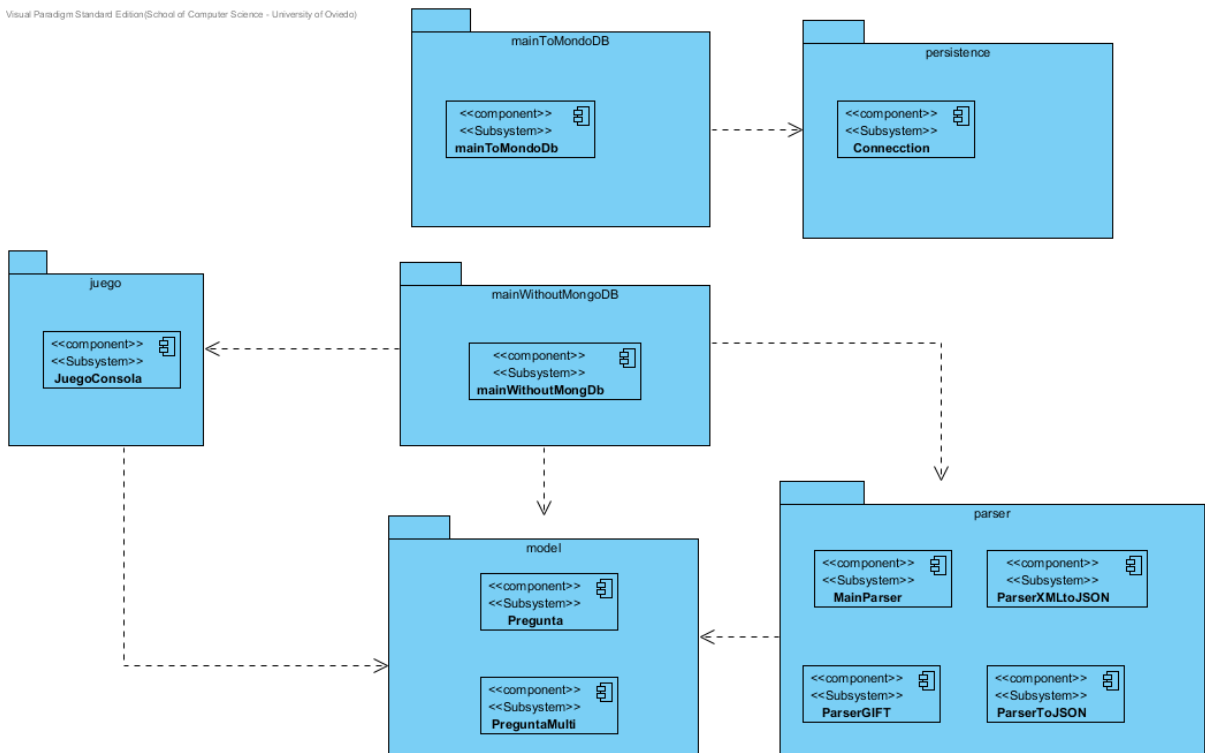 Visual Paradigm Standard Edition(School of Computer Science - University of Oviedo)
mainToMondoDB
<<component>>
<<Subsystem>>
mainToMondoDb
persistence
<<component>>
<<Subsystem>>
Connecction
juego
<<component>>
<<Subsystem>>
JuegoConsola
mainWithoutMongoDB
<<component>>
<<Subsystem>>
mainWithoutMongDb
model
<<component>>
<<Subsystem>>
Pregunta
<<component>>
<<Subsystem>>
PreguntaMulti
parser
<<component>>
<<Subsystem>>
MainParser
<<component>>
<<Subsystem>>
ParserXMLtoJSON
<<component>>
<<Subsystem>>
ParserGIFT
<<component>>
<<Subsystem>>
ParserToJSON